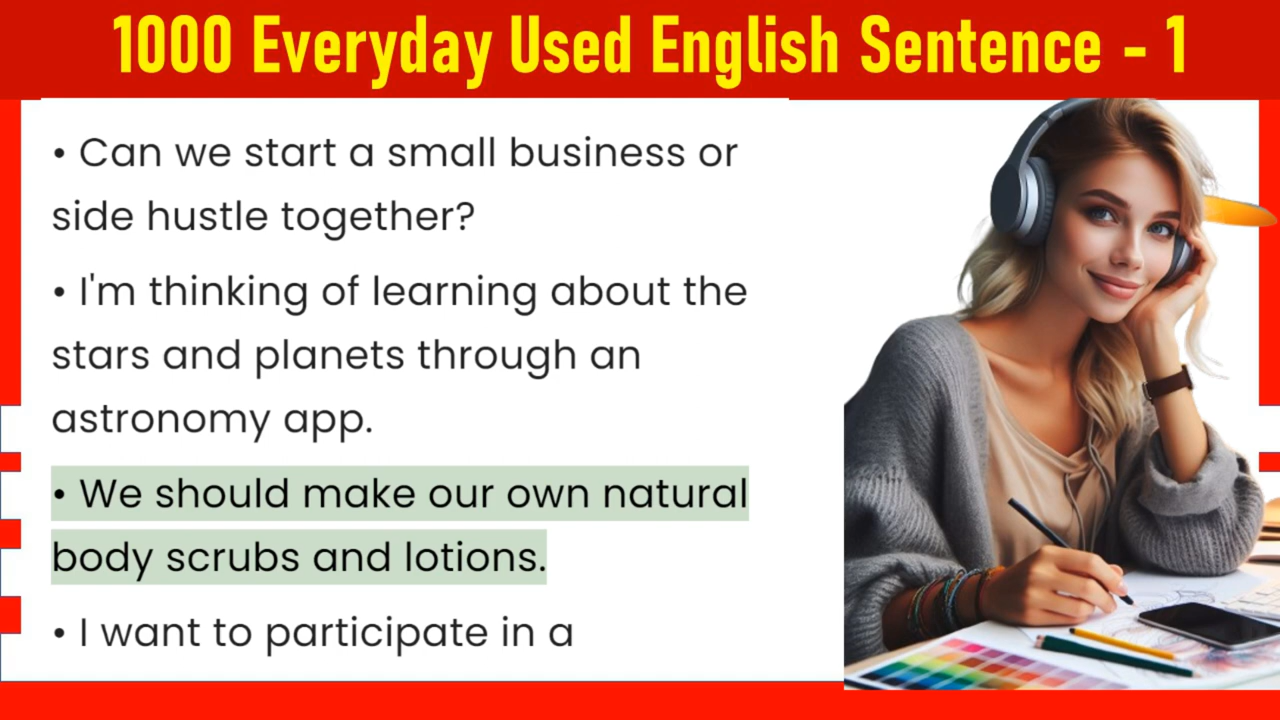 1000 Everyday Used English Sentence - 1
• Can we start a small business or
side hustle together?
• I'm thinking of learning about the
stars and planets through an
astronomy app.
• We should make our own natural
body scrubs and lotions.
• I want to participate in a